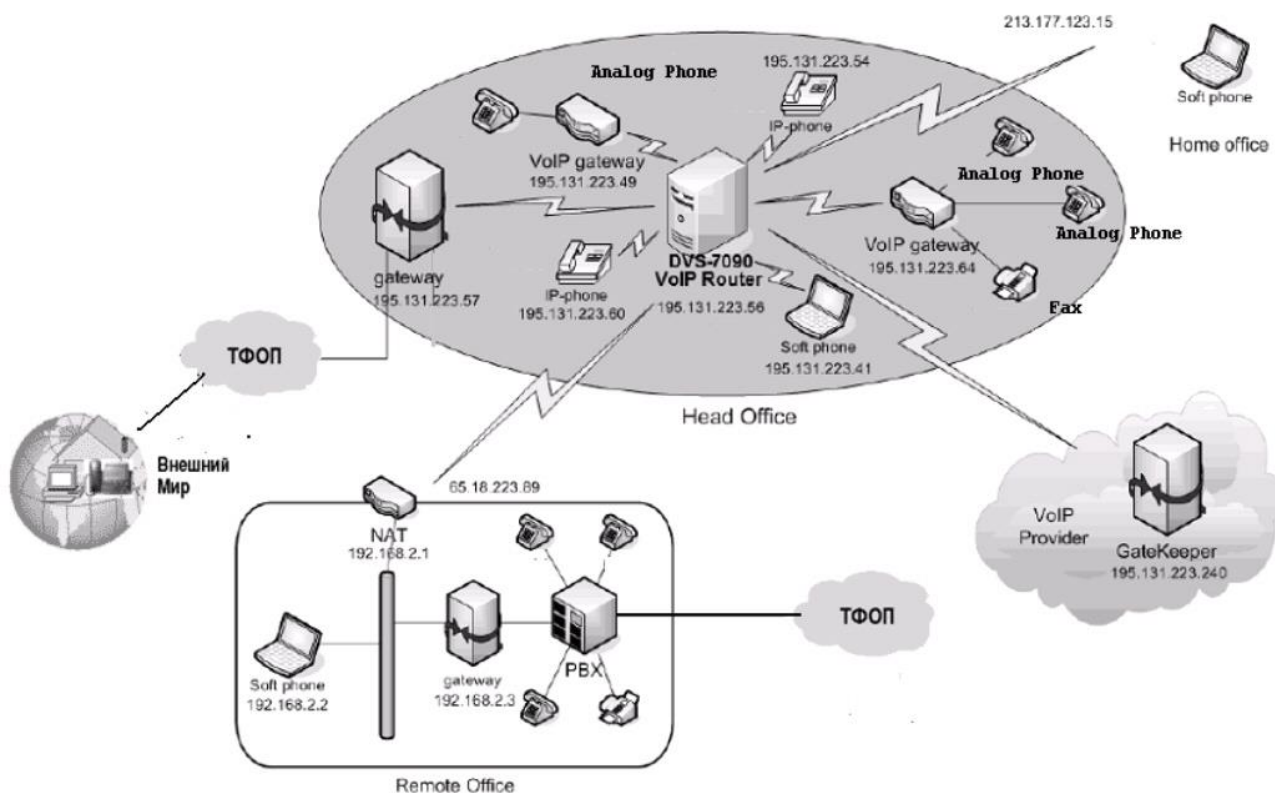 213.177.123.15
Soft phone
Home office
Analog Phone
195.131.223.54
IP-phone
VoIP gateway
195.131.223.49
Analog Phone
Analog Phone
VoIP gateway
195.131.223.64
Fax
gateway
195.131.223.57
IP-phone
195.131.223.60
DVS-7090
VoIP Router
195.131.223.56
Soft phone
195.131.223.41
Head Office
ТФОП
Внешний
Мир
65.18.223.89
NAT
192.168.2.1
Soft phone
192.168.2.2
gateway
192.168.2.3
PBX
Remote Office
ТФОП
VoIP
Provider
GateKeeper
195.131.223.240